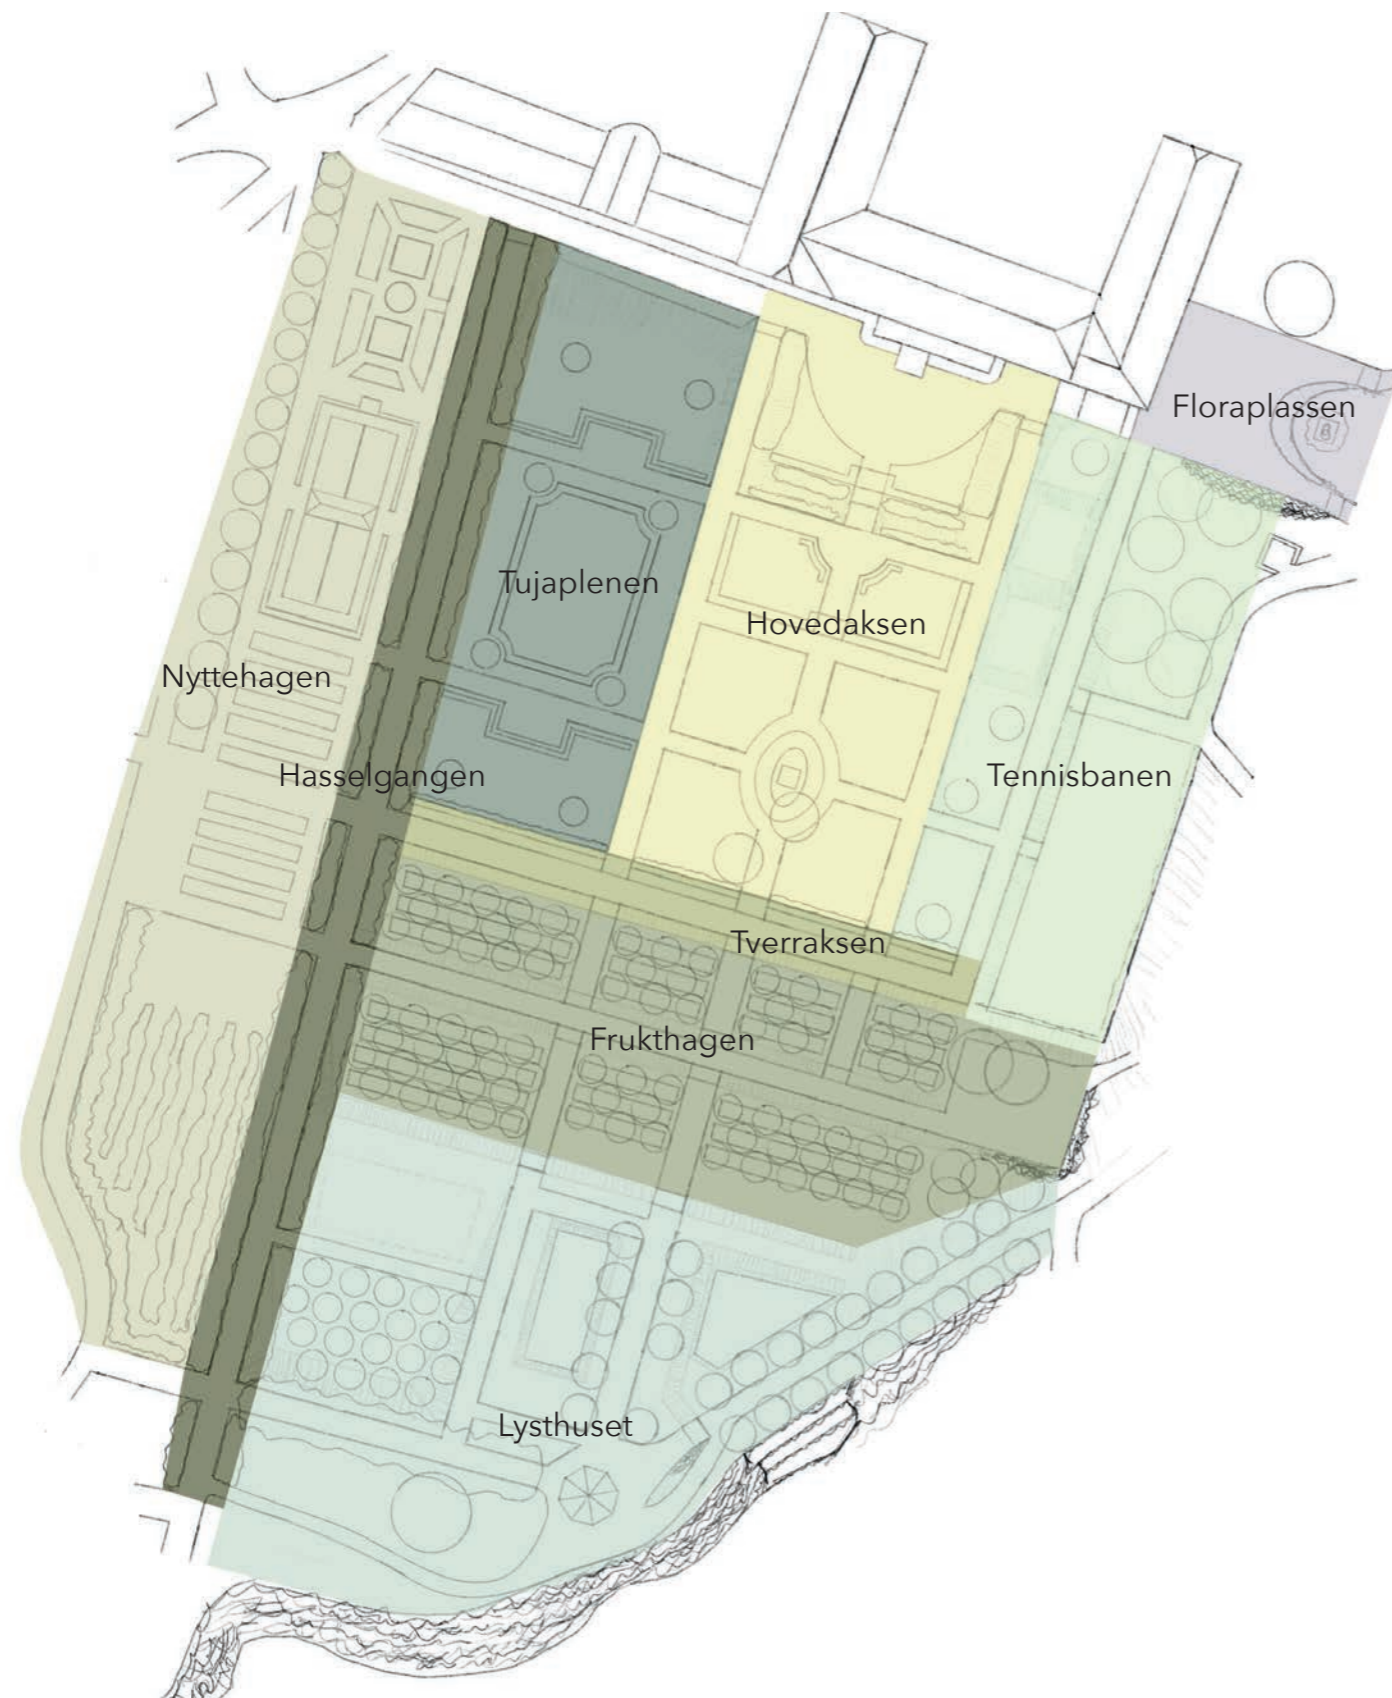 Floraplassen
Tujaplenen
Hovedaksen
Nyttehagen
Hasselgangen
Tennisbanen
Tverraksen
Frukthagen
Lysthuset